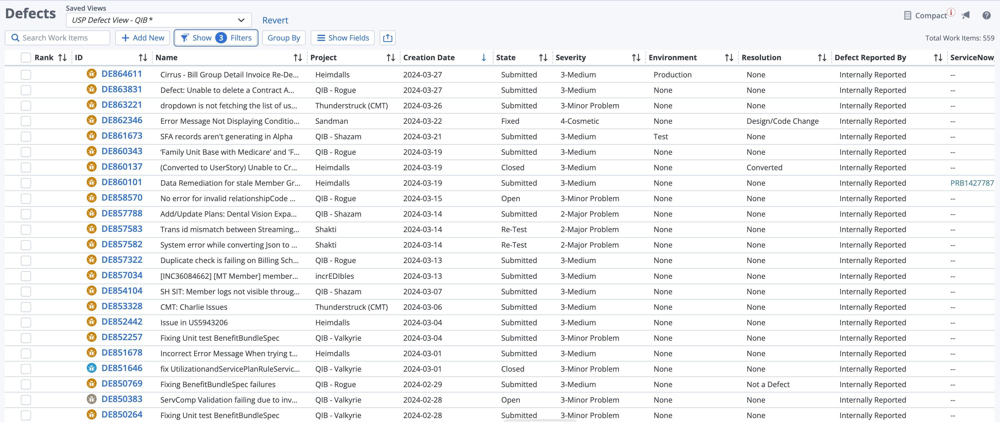 Defects
Saved Views
USP Defect View - QIB *
Revert
Compact
Search Work Items
+ Add New
Show 3 Filters
Group By
Show Fields
Total Work Items: 559
Rank ID Name Project Creation Date State Severity Environment Resolution Defect Reported By ServiceNow_
DE864611 Cirrus - Bill Group Detail Invoice Re-De... Heimdalls 2024-03-27 Submitted 3-Medium Production None Internally Reported --
DE863831 Defect: Unable to delete a Contract A... QIB - Rogue 2024-03-27 Submitted 3-Medium None None Internally Reported --
DE863221 dropdown is not fetching the list of us... Thunderstruck (CMT) 2024-03-26 Submitted 3-Minor Problem None None Internally Reported --
DE862346 Error Message Not Displaying Conditio... Sandman 2024-03-22 Fixed 4-Cosmetic None Design/Code Change Internally Reported --
DE861673 SFA records aren't generating in Alpha QIB - Shazam 2024-03-21 Submitted 3-Medium Test None Internally Reported --
DE860343 ‘Family Unit Base with Medicare’ and 'F... QIB - Rogue 2024-03-19 Submitted 3-Medium None None Internally Reported --
DE860137 (Converted to UserStory) Unable to Cr... Heimdalls 2024-03-19 Closed 3-Medium None Converted Internally Reported --
DE860101 Data Remediation for stale Member Gr... Heimdalls 2024-03-19 Submitted 3-Medium None None Internally Reported PRB1427787
DE858570 No error for invalid relationshipCode ... QIB - Rogue 2024-03-15 Open 3-Minor Problem None None Internally Reported --
DE857788 Add/Update Plans: Dental Vision Expa... QIB - Shazam 2024-03-14 Submitted 2-Major Problem None None Internally Reported --
DE857583 Trans id mismatch between Streaming... Shakti 2024-03-14 Re-Test 2-Major Problem None None Internally Reported --
DE857582 System error while converting Json to ... Shakti 2024-03-14 Re-Test 2-Major Problem None None Internally Reported --
DE857322 Duplicate check is failing on Billing Sch... QIB - Rogue 2024-03-13 Submitted 3-Medium None None Internally Reported --
DE857034 [INC36084662] [MT Member] member... incrEDIbles 2024-03-13 Submitted 3-Medium None None Internally Reported --
DE854104 SH SIT: Member logs not visible throug... QIB - Shazam 2024-03-07 Submitted 3-Medium None None Internally Reported --
DE853328 CMT: Charlie Issues Thunderstruck (CMT) 2024-03-06 Submitted 3-Medium None None Internally Reported --
DE852442 Issue in US5943206 Heimdalls 2024-03-04 Submitted 3-Medium None None Internally Reported --
DE852257 Fixing Unit test BenefitBundleSpec QIB - Valkyrie 2024-03-04 Submitted 3-Minor Problem None None Internally Reported --
DE851678 Incorrect Error Message When trying t... Heimdalls 2024-03-01 Submitted 3-Medium None None Internally Reported --
DE851646 fix UtilizationandServicePlanRuleServic... QIB - Valkyrie 2024-03-01 Closed 3-Minor Problem None None Internally Reported --
DE850769 Fixing BenefitBundleSpec failures QIB - Rogue 2024-02-29 Submitted 3-Medium None Not a Defect Internally Reported --
DE850383 ServComp Validation failing due to inv... QIB - Valkyrie 2024-02-28 Open 3-Minor Problem None None Internally Reported --
DE850264 Fixing Unit test BenefitBundleSpec QIB - Valkyrie 2024-02-28 Submitted 3-Minor Problem None None Internally Reported --